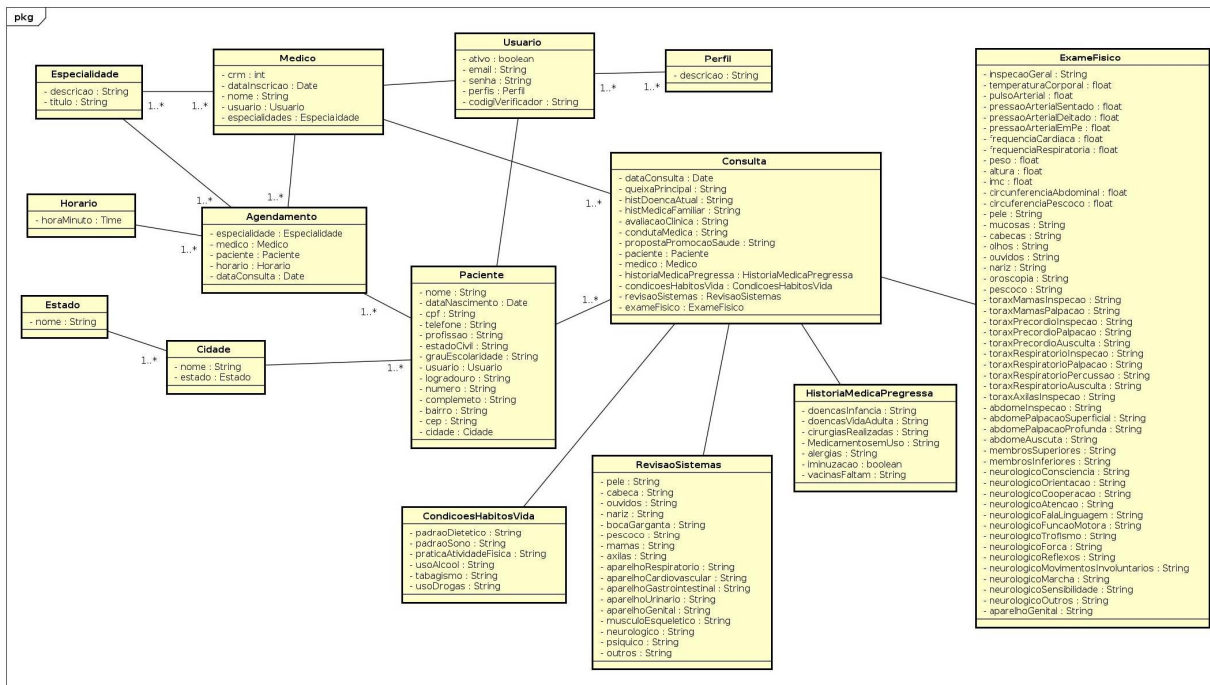 pkg
Especialidade
- descricao : String
- titulo : String
1..*
1..*
Medico
- crm : int
- dataInscricao : Date
- nome : String
- usuario : Usuario
- especialidades : Especialidade
Usuario
- ativo : boolean
- email : String
- senha : String
- perfis : Perfil
- codigiVerificador : String
1..*
1..*
Perfil
- descricao : String
Horario
- horaMinuto : Time
1..*
1..*
1..*
Agendamento
- especialidade : Especialidade
- medico : Medico
- paciente : Paciente
- horario : Horario
- dataConsulta : Date
1..*
Estado
- nome : String
1..*
Cidade
- nome : String
- estado : Estado
1..*
Paciente
- nome : String
- dataNascimento : Date
- cpf : String
- telefone : String
- profissao : String
- estadoCivil : String
- grauEscolaridade : String
- usuario : Usuario
- logradouro : String
- numero : String
- complemeto : String
- bairro : String
- cep : String
- cidade : Cidade
1..*
1..*
Consulta
- dataConsulta : Date
- queixaPrincipal : String
- histDoencaAtual : String
- histMedicaFamiliar : String
- avaliacaoClinica : String
- condutaMedica : String
- propostaPromocaoSaude : String
- paciente : Paciente
- medico : Medico
- historiaMedicaPregressa : HistoriaMedicaPregressa
- condicoesHabitosVida : CondicoesHabitosVida
- revisaoSistemas : RevisaoSistemas
- exameFisico : ExameFisico
CondicoesHabitosVida
- padraoDietetico : String
- padraoSono : String
- praticaAtividadeFisica : String
- usoAlcool : String
- tabagismo : String
- usoDrogas : String
RevisaoSistemas
- pele : String
- cabeca : String
- ouvidos : String
- nariz : String
- bocaGarganta : String
- pescoco : String
- mamas : String
- axilas : String
- aparelhoRespiratorio : String
- aparelhoCardiovascular : String
- aparelhoGastrointestinal : String
- aparelhoUrinario : String
- aparelhoGenital : String
- musculoEsqueletico : String
- neurologico : String
- psiquico : String
- outros : String
HistoriaMedicaPregressa
- doencasInfancia : String
- doencasVidaAdulta : String
- cirurgiasRealizadas : String
- MedicamentosemUso : String
- alergias : String
- iminuzacao : boolean
- vacinasFaltam : String
ExameFisico
- inspecaoGeral : String
- temperaturaCorporal : float
- pulsoArterial : float
- pressaoArterialSentado : float
- pressaoArterialDeitado : float
- pressaoArterialEmPe : float
- frequenciaCardiaca : float
- frequenciaRespiratoria : float
- peso : float
- altura : float
- imc : float
- circunferenciaAbdominal : float
- circuferenciaPescoco : float
- pele : String
- mucosas : String
- cabecas : String
- olhos : String
- ouvidos : String
- nariz : String
- oroscopia : String
- pescoco : String
- toraxMamasInspecao : String
- toraxMamasPalpacao : String
- toraxPrecordioInspecao : String
- toraxPrecordioPalpacao : String
- toraxPrecordioAusculta : String
- toraxRespiratorioInspecao : String
- toraxRespiratorioPalpacao : String
- toraxRespiratorioPercussao : String
- toraxRespiratorioAusculta : String
- toraxAxilasInspecao : String
- abdomeInspecao : String
- abdomePalpacaoSuperficial : String
- abdomePalpacaoProfunda : String
- abdomeAuscuta : String
- membrosSuperiores : String
- membrosInferiores : String
- neurologicoConsciencia : String
- neurologicoOrientacao : String
- neurologicoCooperacao : String
- neurologicoAtencao : String
- neurologicoFalaLinguagem : String
- neurologicoFuncaoMotora : String
- neurologicoTrofismo : String
- neurologicoForca : String
- neurologicoReflexos : String
- neurologicoMovimentosInvoluntarios : String
- neurologicoMarcha : String
- neurologicoSensibilidade : String
- neurologicoOutros : String
- aparelhoGenital : String